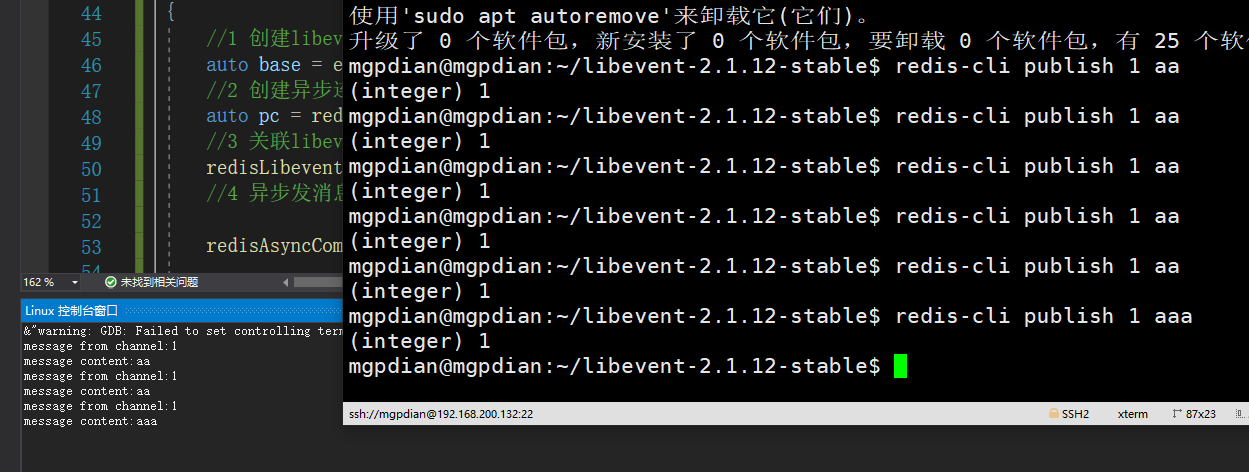 44 {
45 //1 创建libev
46 auto base = e
47 //2 创建异步
48 auto pc = red
49 //3 关联libev
50 redisLibevent
51 //4 异步发消息
52
53 redisAsyncCom
54
162 %
未找到相关问题
Linux 控制台窗口
&"warning: GDB: Failed to set controlling term
message from channel:1
message content:aa
message from channel:1
message content:aa
message from channel:1
message content:aaa
使用'sudo apt autoremove'来卸载它(它们)。
升级了 0 个软件包，新安装了 0 个软件包，要卸载 0 个软件包，有 25 个软
mgpdian@mgpdian:~/libevent-2.1.12-stable$ redis-cli publish 1 aa
(integer) 1
mgpdian@mgpdian:~/libevent-2.1.12-stable$ redis-cli publish 1 aa
(integer) 1
mgpdian@mgpdian:~/libevent-2.1.12-stable$ redis-cli publish 1 aa
(integer) 1
mgpdian@mgpdian:~/libevent-2.1.12-stable$ redis-cli publish 1 aa
(integer) 1
mgpdian@mgpdian:~/libevent-2.1.12-stable$ redis-cli publish 1 aa
(integer) 1
mgpdian@mgpdian:~/libevent-2.1.12-stable$ redis-cli publish 1 aaa
(integer) 1
mgpdian@mgpdian:~/libevent-2.1.12-stable$
ssh://mgpdian@192.168.200.132:22 SSH2 xterm 87x23